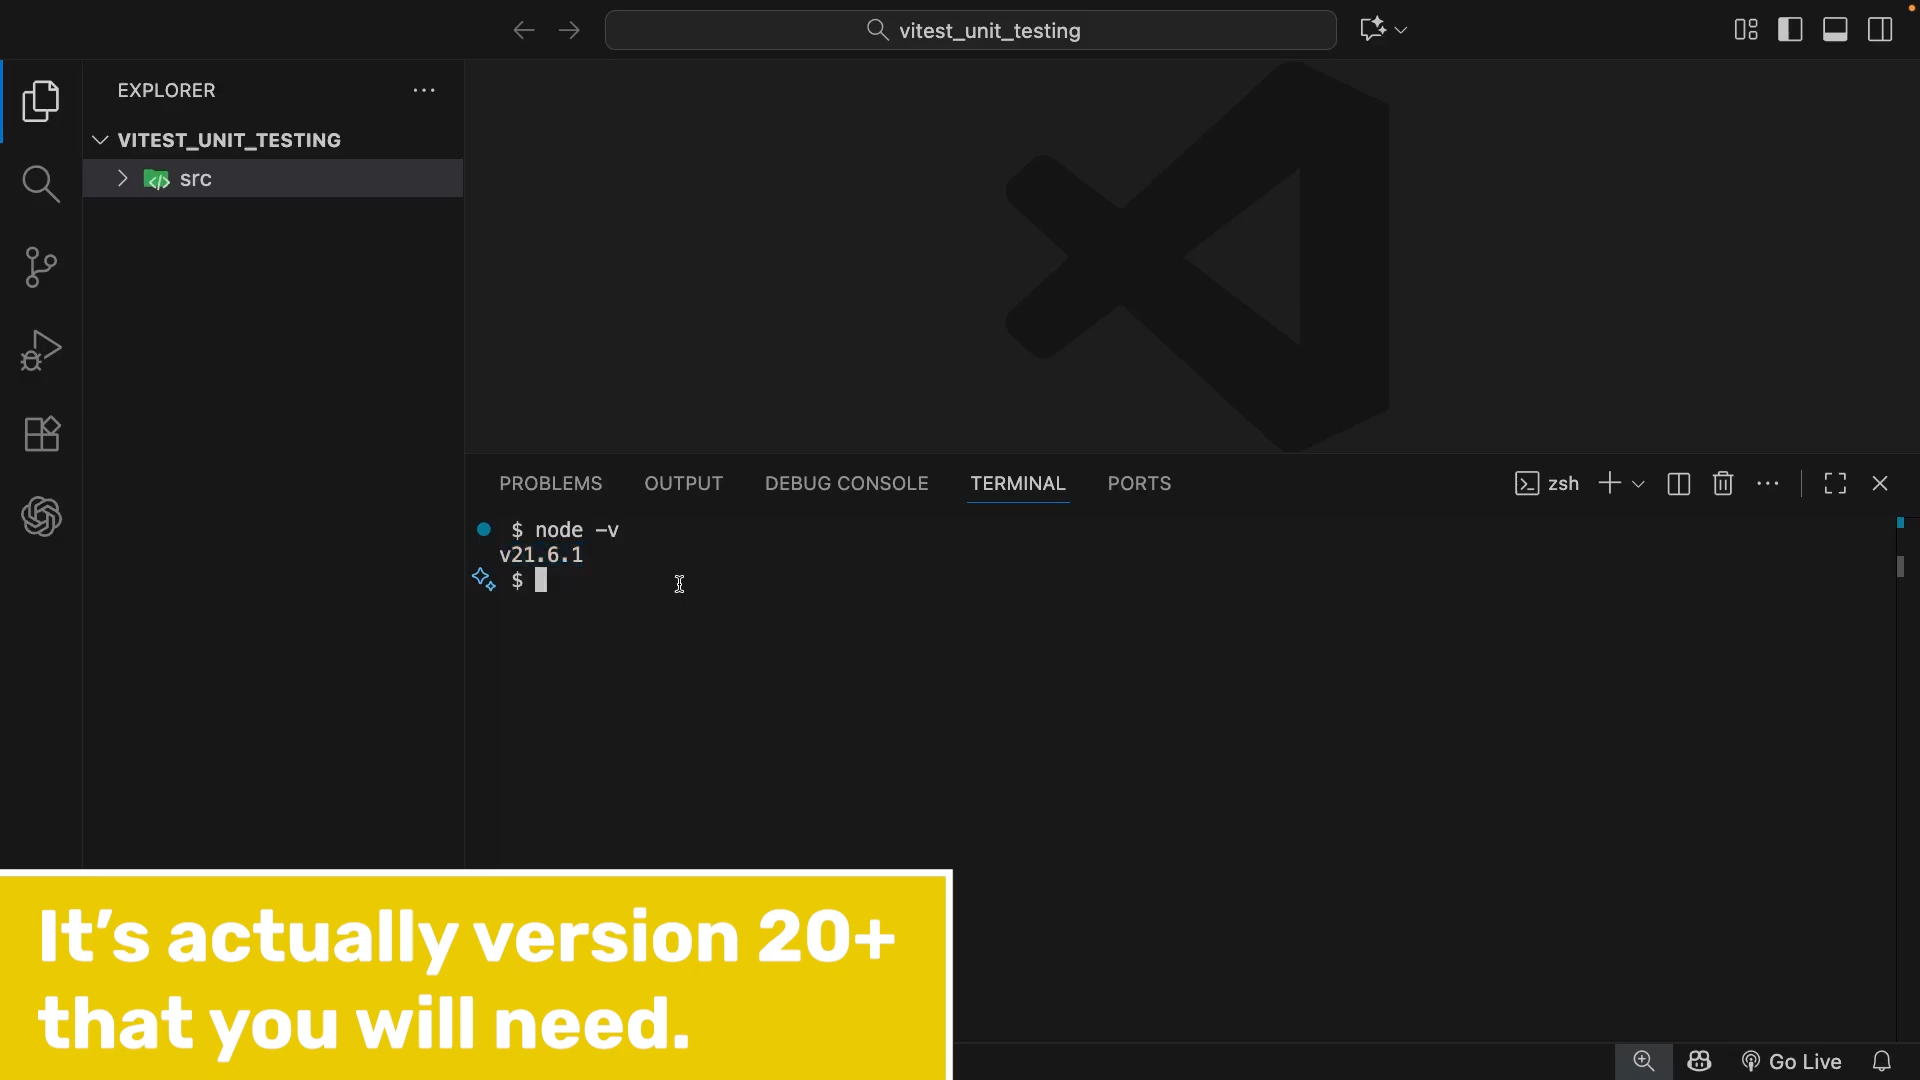 vitest_unit_testing
EXPLORER
VITEST_UNIT_TESTING
src
PROBLEMS
OUTPUT
DEBUG CONSOLE
TERMINAL
PORTS
zsh
$ node -v
v21.6.1
$
It's actually version 20+
that you will need.
Go Live